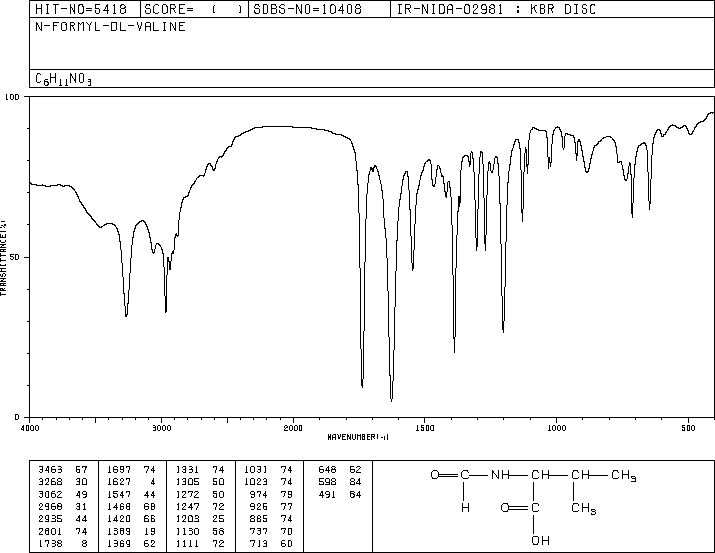 HIT-NO=5418 SCORE= ( ) SDBS-NO=10408 IR-NIDA-02981 : KBR DISC
N-FORMYL-DL-VALINE
C6H11NO3
100
50
0
TRANSMITTANCE(%)
4000 3000 2000 1500 1000 500
WAVENUMBER(-1)
3463 57 1697 74 1331 74 1031 74 648 62
3268 30 1627 4 1305 50 1023 74 598 84
3062 49 1547 44 1272 50 974 79 491 84
2968 31 1468 68 1247 72 926 77
2935 44 1420 66 1203 25 885 74
2801 74 1389 19 1130 58 737 70
1738 8 1369 62 1111 72 713 60
O C NH CH CH CH3
H O C CH3
OH